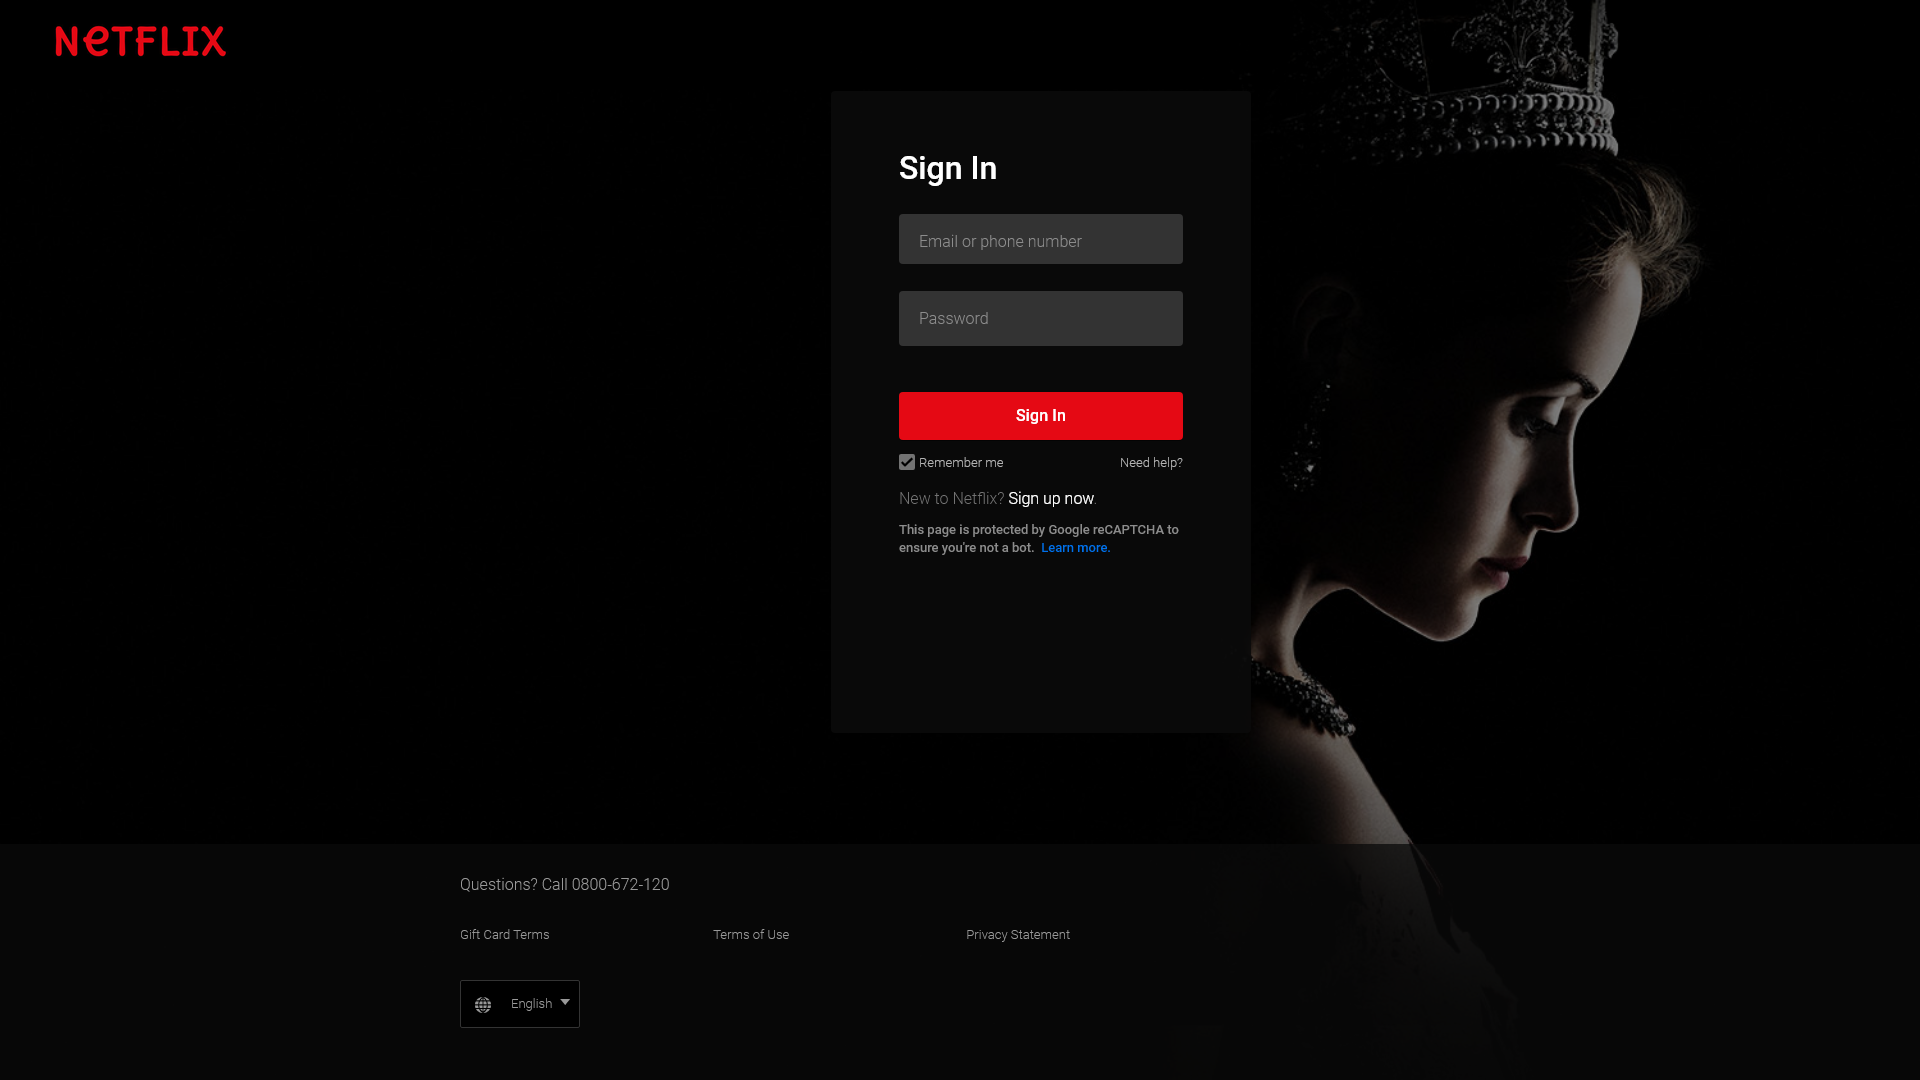 NeTFLIX
Sign In
Email or phone number
Password
Sign In
Remember me
Need help?
New to Netflix? Sign up now.
This page is protected by Google reCAPTCHA to
ensure you're not a bot. Learn more.
Questions? Call 0800-672-120
Gift Card Terms
Terms of Use
Privacy Statement
English